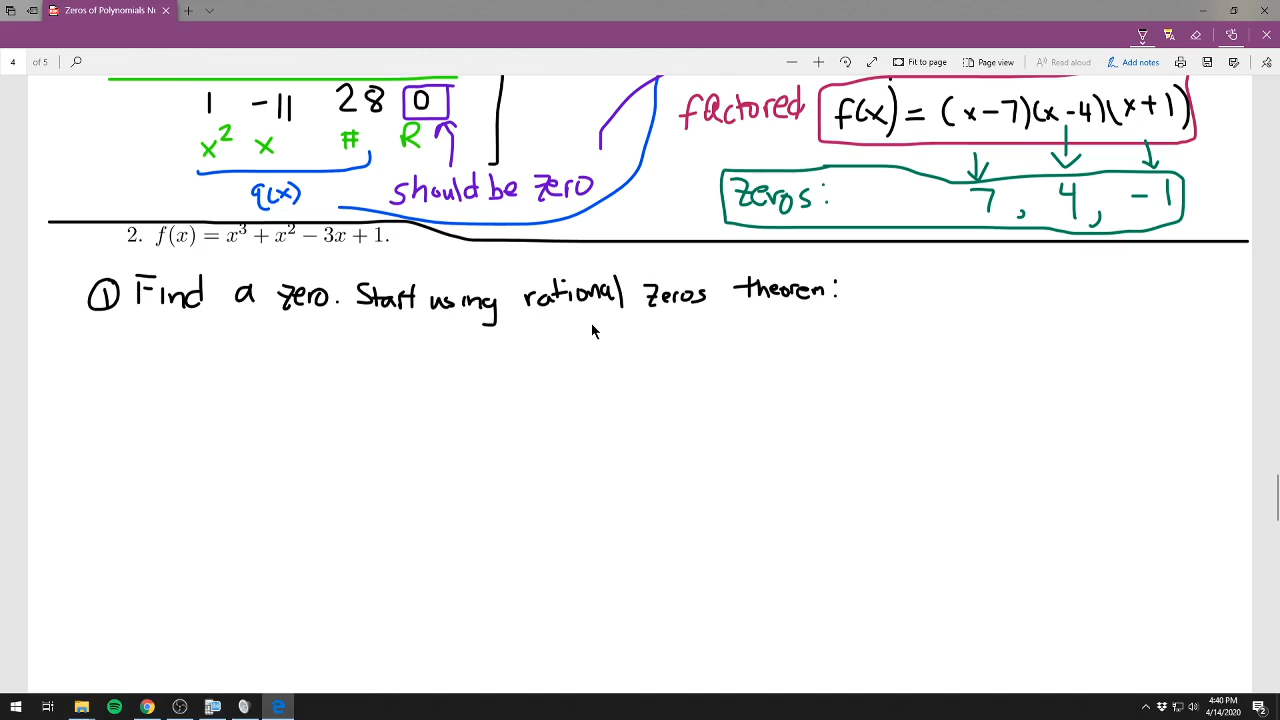 Zeros of Polynomials No
4 of 5
Fit to page
Page view
Read aloud
Add notes
1 -11 28 0
x² x # R
q(x)
should be zero
factored f(x) = (x-7)(x-4)(x+1)
Zeros: 7, 4, -1
2. f(x) = x³ + x² − 3x + 1.
① Find a zero. Start using rational zeros theorem:
4:40 PM
4/14/2020
2